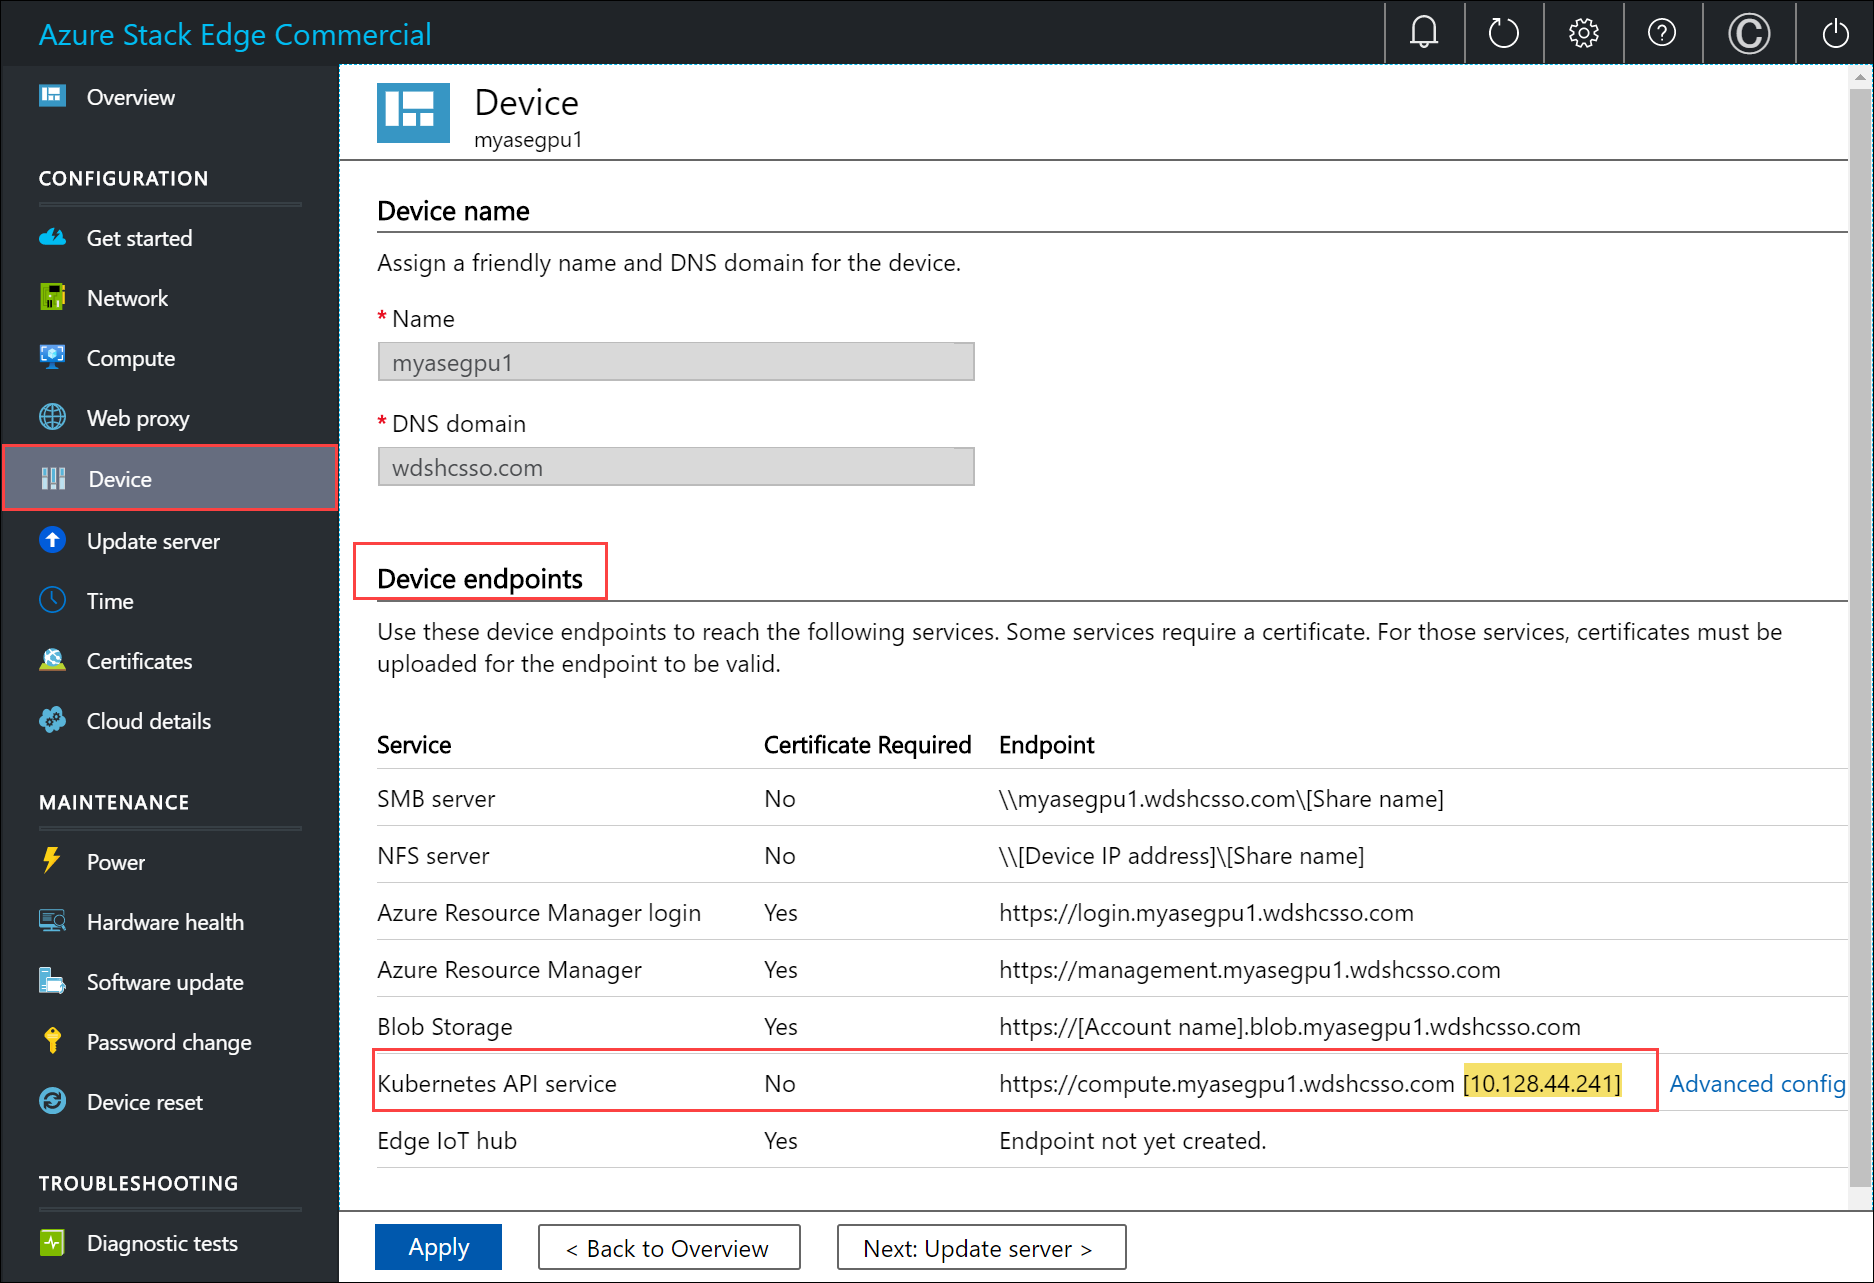 Azure Stack Edge Commercial
Overview
CONFIGURATION
Get started
Network
Compute
Web proxy
Device
Update server
Time
Certificates
Cloud details
MAINTENANCE
Power
Hardware health
Software update
Password change
Device reset
TROUBLESHOOTING
Diagnostic tests
Device
myasegpu1
Device name
Assign a friendly name and DNS domain for the device.
* Name
myasegpu1
* DNS domain
wdshcsso.com
Device endpoints
Use these device endpoints to reach the following services. Some services require a certificate. For those services, certificates must be
uploaded for the endpoint to be valid.
Service Certificate Required Endpoint
SMB server No \\myasegpu1.wdshcsso.com\[Share name]
NFS server No \\[Device IP address]\[Share name]
Azure Resource Manager login Yes https://login.myasegpu1.wdshcsso.com
Azure Resource Manager Yes https://management.myasegpu1.wdshcsso.com
Blob Storage Yes https://[Account name].blob.myasegpu1.wdshcsso.com
Kubernetes API service No https://compute.myasegpu1.wdshcsso.com [10.128.44.241] Advanced config
Edge IoT hub Yes Endpoint not yet created.
Apply < Back to Overview Next: Update server >